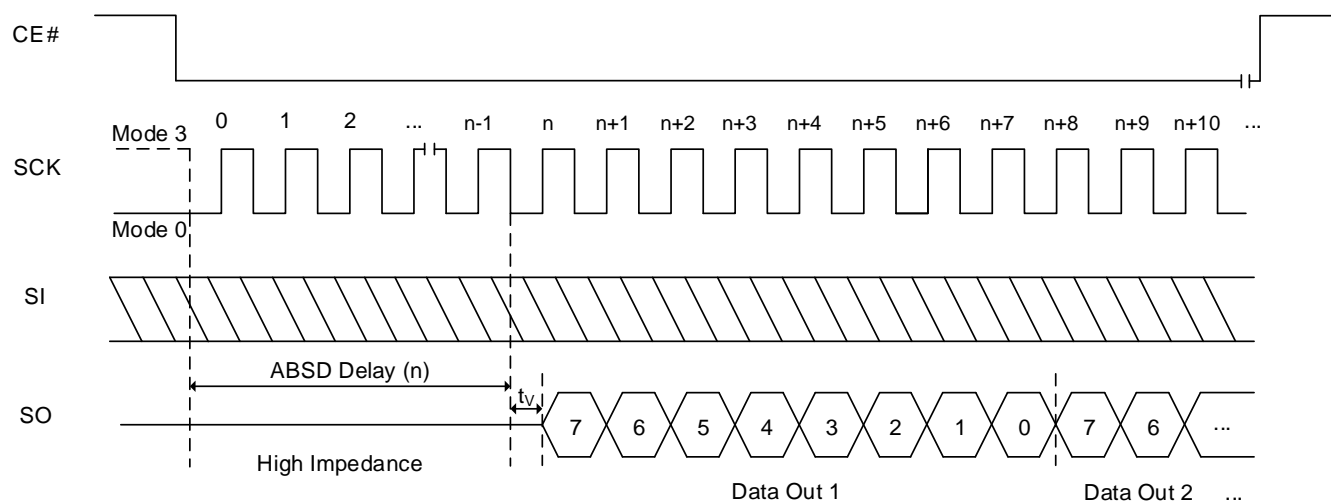 CE#
0 1 2 ... n-1 n n+1 n+2 n+3 n+4 n+5 n+6 n+7 n+8 n+9 n+10 ...
Mode 3
SCK
Mode 0
SI
ABSD Delay (n)
tV
SO
7 6 5 4 3 2 1 0 7 6 ...
High Impedance
Data Out 1 Data Out 2 ...